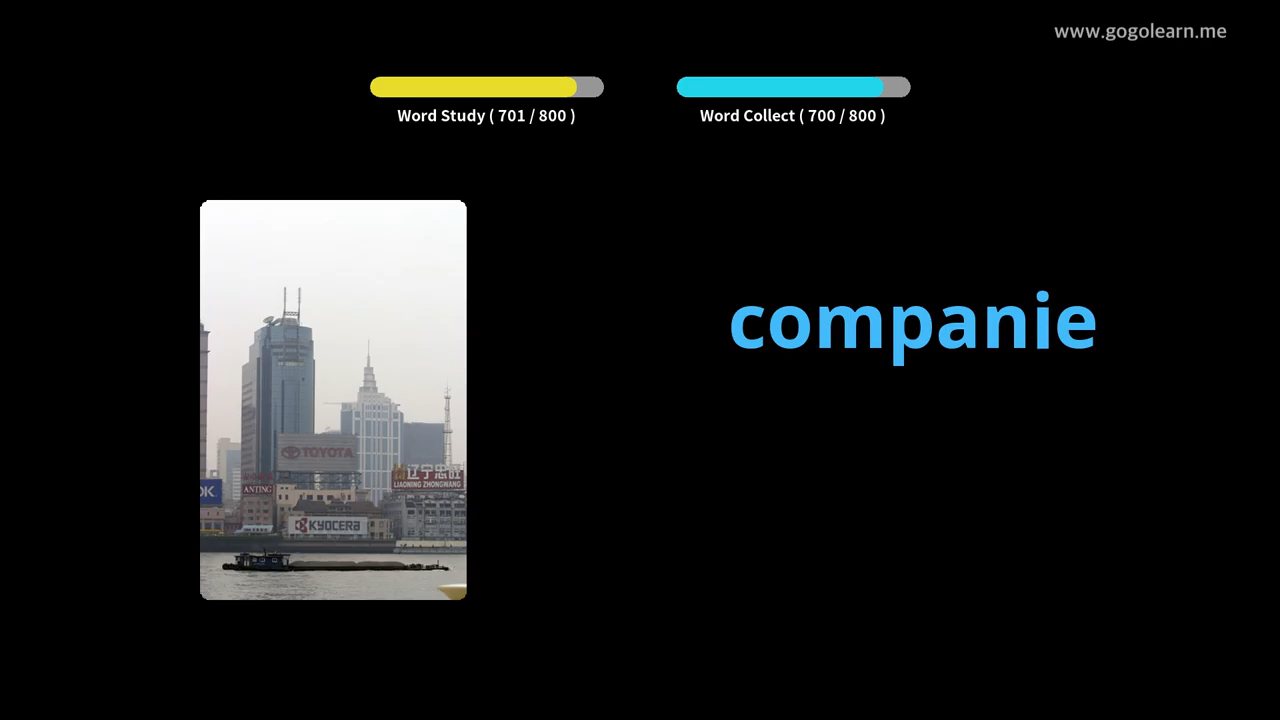 www.gogolearn.me
Word Study ( 701 / 800 )
Word Collect ( 700 / 800 )
companie
TOYOTA
辽宁忠旺
LIAONING ZHONGWANG
OK
ANTING
KYOCERA